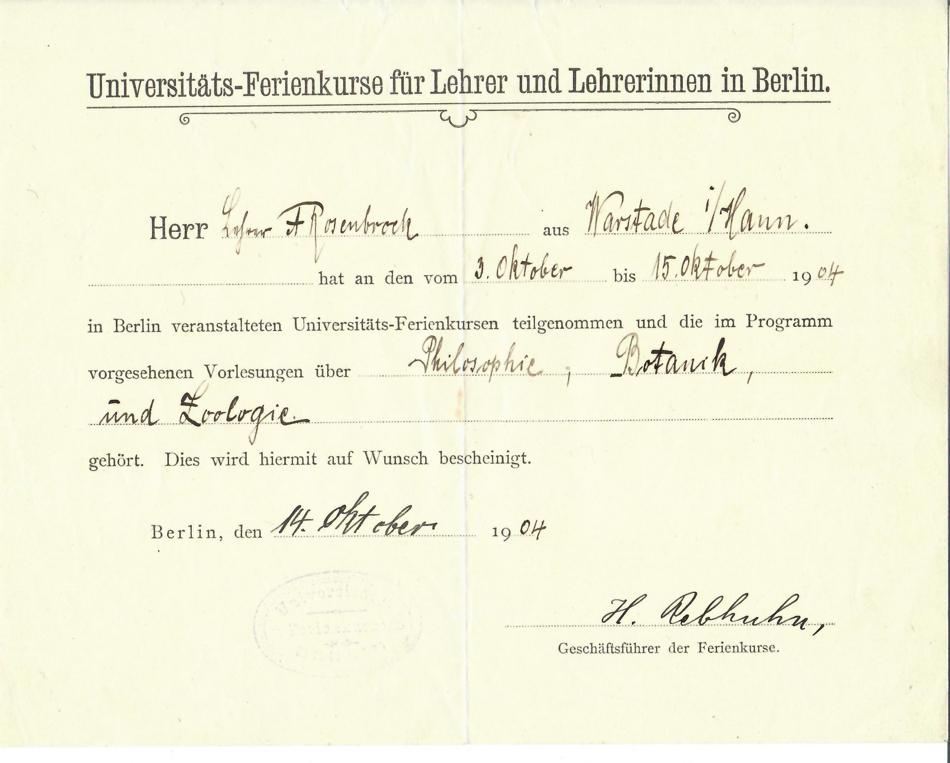 Universitäts-Ferienkurse für Lehrer und Lehrerinnen in Berlin.
Herr Lehrer F Rosenbrock aus Warstade i/Hann.
hat an den vom 3. Oktober bis 15. Oktober 1904
in Berlin veranstalteten Universitäts-Ferienkursen teilgenommen und die im Programm
vorgesehenen Vorlesungen über Philosophie, Botanik,
und Zoologie
gehört. Dies wird hiermit auf Wunsch bescheinigt.
Berlin, den 14. Oktober 1904
H. Rebhuhn,
Geschäftsführer der Ferienkurse.